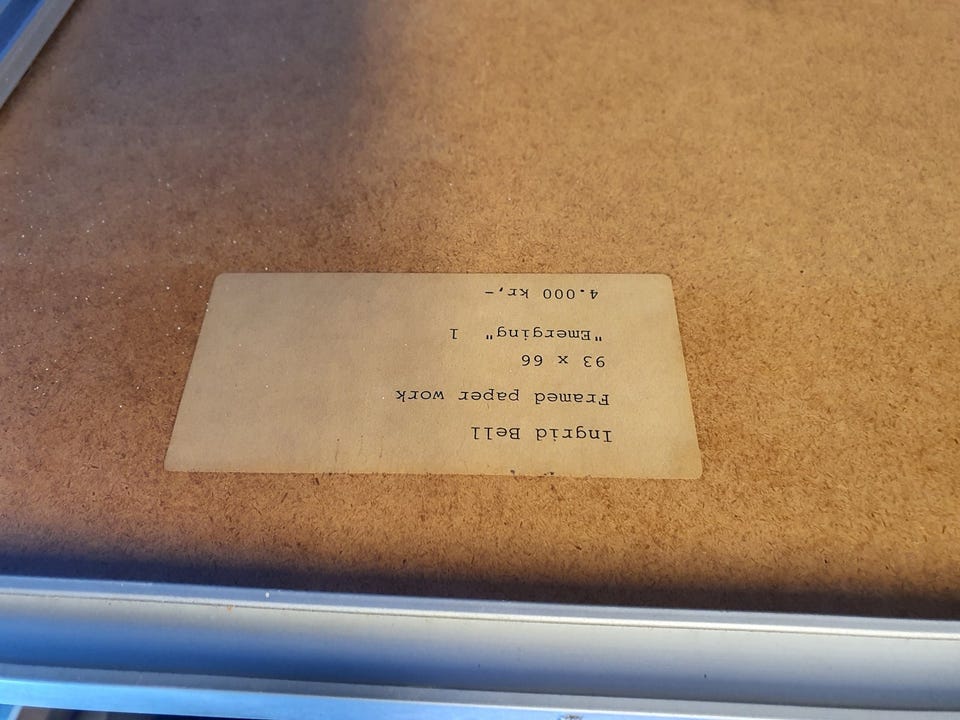 Ingrid Bell
Framed paper work
93 x 66
"Emerging" 1
4.000 kr,-